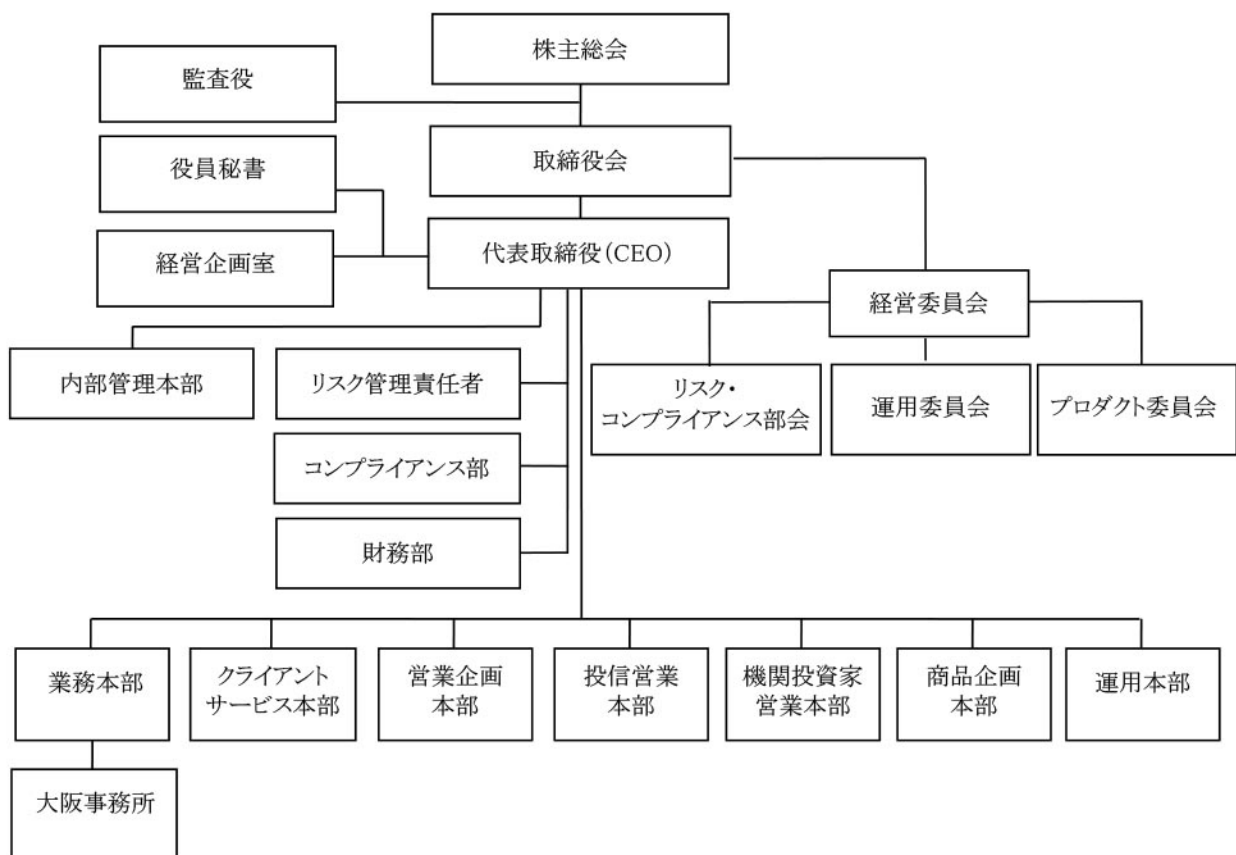 株主総会
監査役
取締役会
役員秘書
代表取締役(CEO)
経営企画室
経営委員会
内部管理本部
リスク管理責任者
リスク・
コンプライアンス部会
運用委員会
プロダクト委員会
コンプライアンス部
財務部
業務本部
クライアント
サービス本部
営業企画
本部
投信営業
本部
機関投資家
営業本部
商品企画
本部
運用本部
大阪事務所